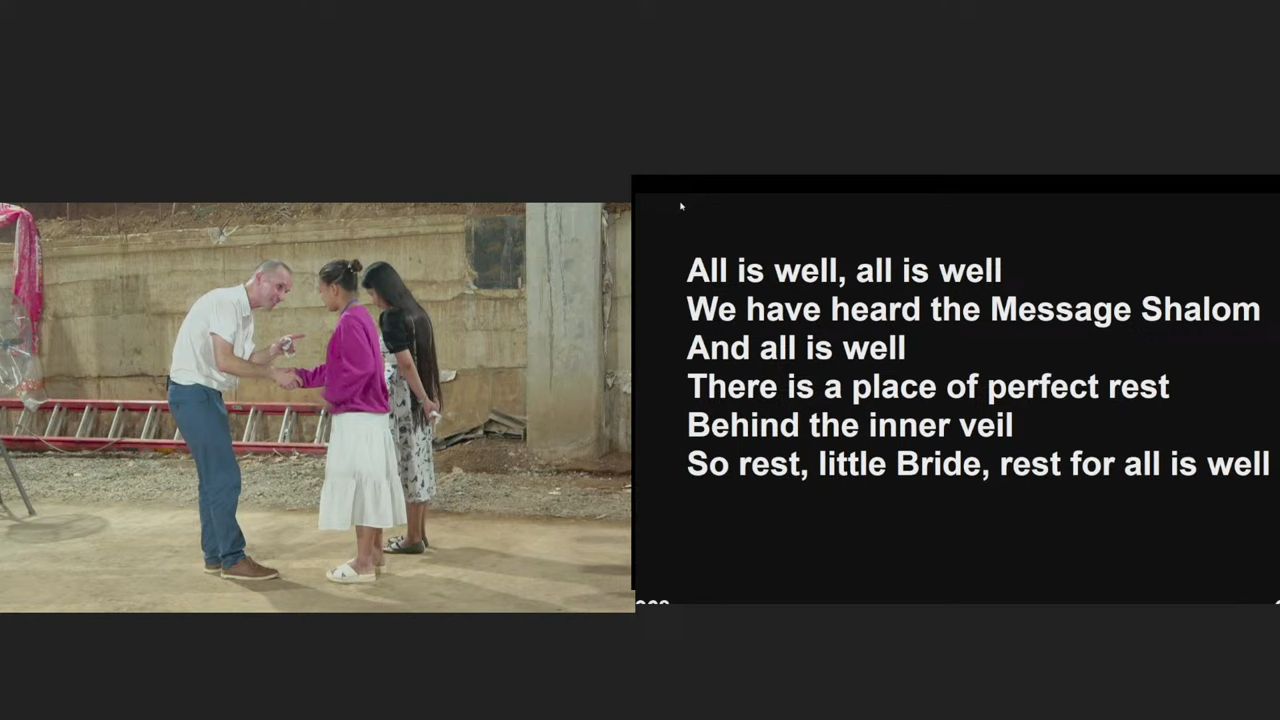 All is well, all is well
We have heard the Message Shalom
And all is well
There is a place of perfect rest
Behind the inner veil
So rest, little Bride, rest for all is well